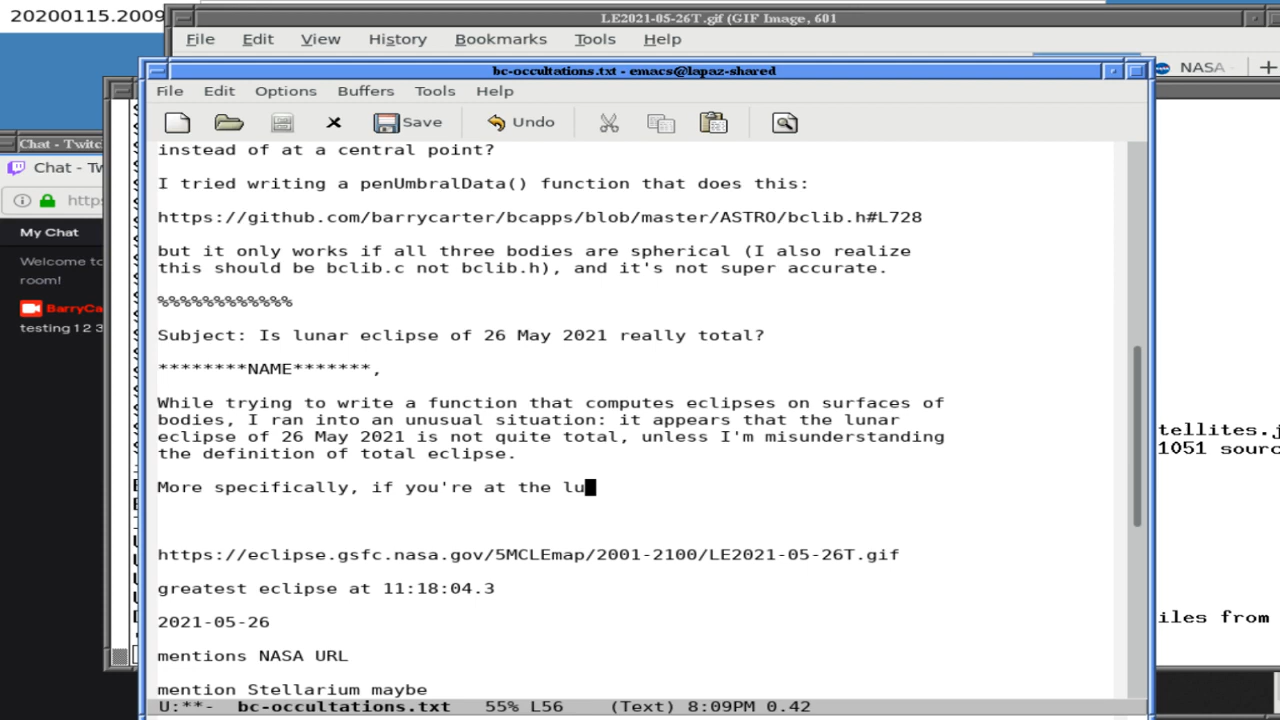 20200115.2009
LE2021-05-26T.gif (GIF Image, 601
File Edit View History Bookmarks Tools Help
NASA
bc-occultations.txt - emacs@lapaz-shared
File Edit Options Buffers Tools Help
Save Undo
Chat - Twitc
Chat - Tw
https
My Chat
Welcome to
room!
BarryCa
testing 12 3
instead of at a central point?
I tried writing a penUmbralData() function that does this:
https://github.com/barrycarter/bcapps/blob/master/ASTRO/bclib.h#L728
but it only works if all three bodies are spherical (I also realize
this should be bclib.c not bclib.h), and it's not super accurate.
%%%%%%%%%%%%
Subject: Is lunar eclipse of 26 May 2021 really total?
********NAME*******,
While trying to write a function that computes eclipses on surfaces of
bodies, I ran into an unusual situation: it appears that the lunar
eclipse of 26 May 2021 is not quite total, unless I'm misunderstanding
the definition of total eclipse.
More specifically, if you're at the lu
https://eclipse.gsfc.nasa.gov/5MCLEmap/2001-2100/LE2021-05-26T.gif
greatest eclipse at 11:18:04.3
2021-05-26
mentions NASA URL
mention Stellarium maybe
U:**- bc-occultations.txt 55% L56 (Text) 8:09PM 0.42
tellites.j
1051 sourc
iles from